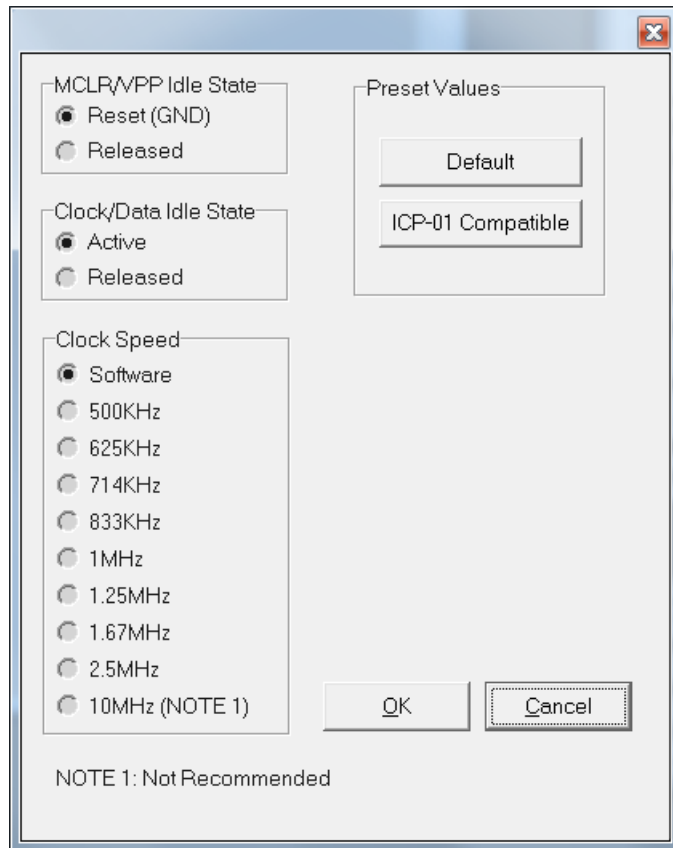 MCLR/VPP Idle State
Reset (GND)
Released
Clock/Data Idle State
Active
Released
Clock Speed
Software
500KHz
625KHz
714KHz
833KHz
1MHz
1.25MHz
1.67MHz
2.5MHz
10MHz (NOTE 1)
Preset Values
Default
ICP-01 Compatible
OK
Cancel
NOTE 1: Not Recommended